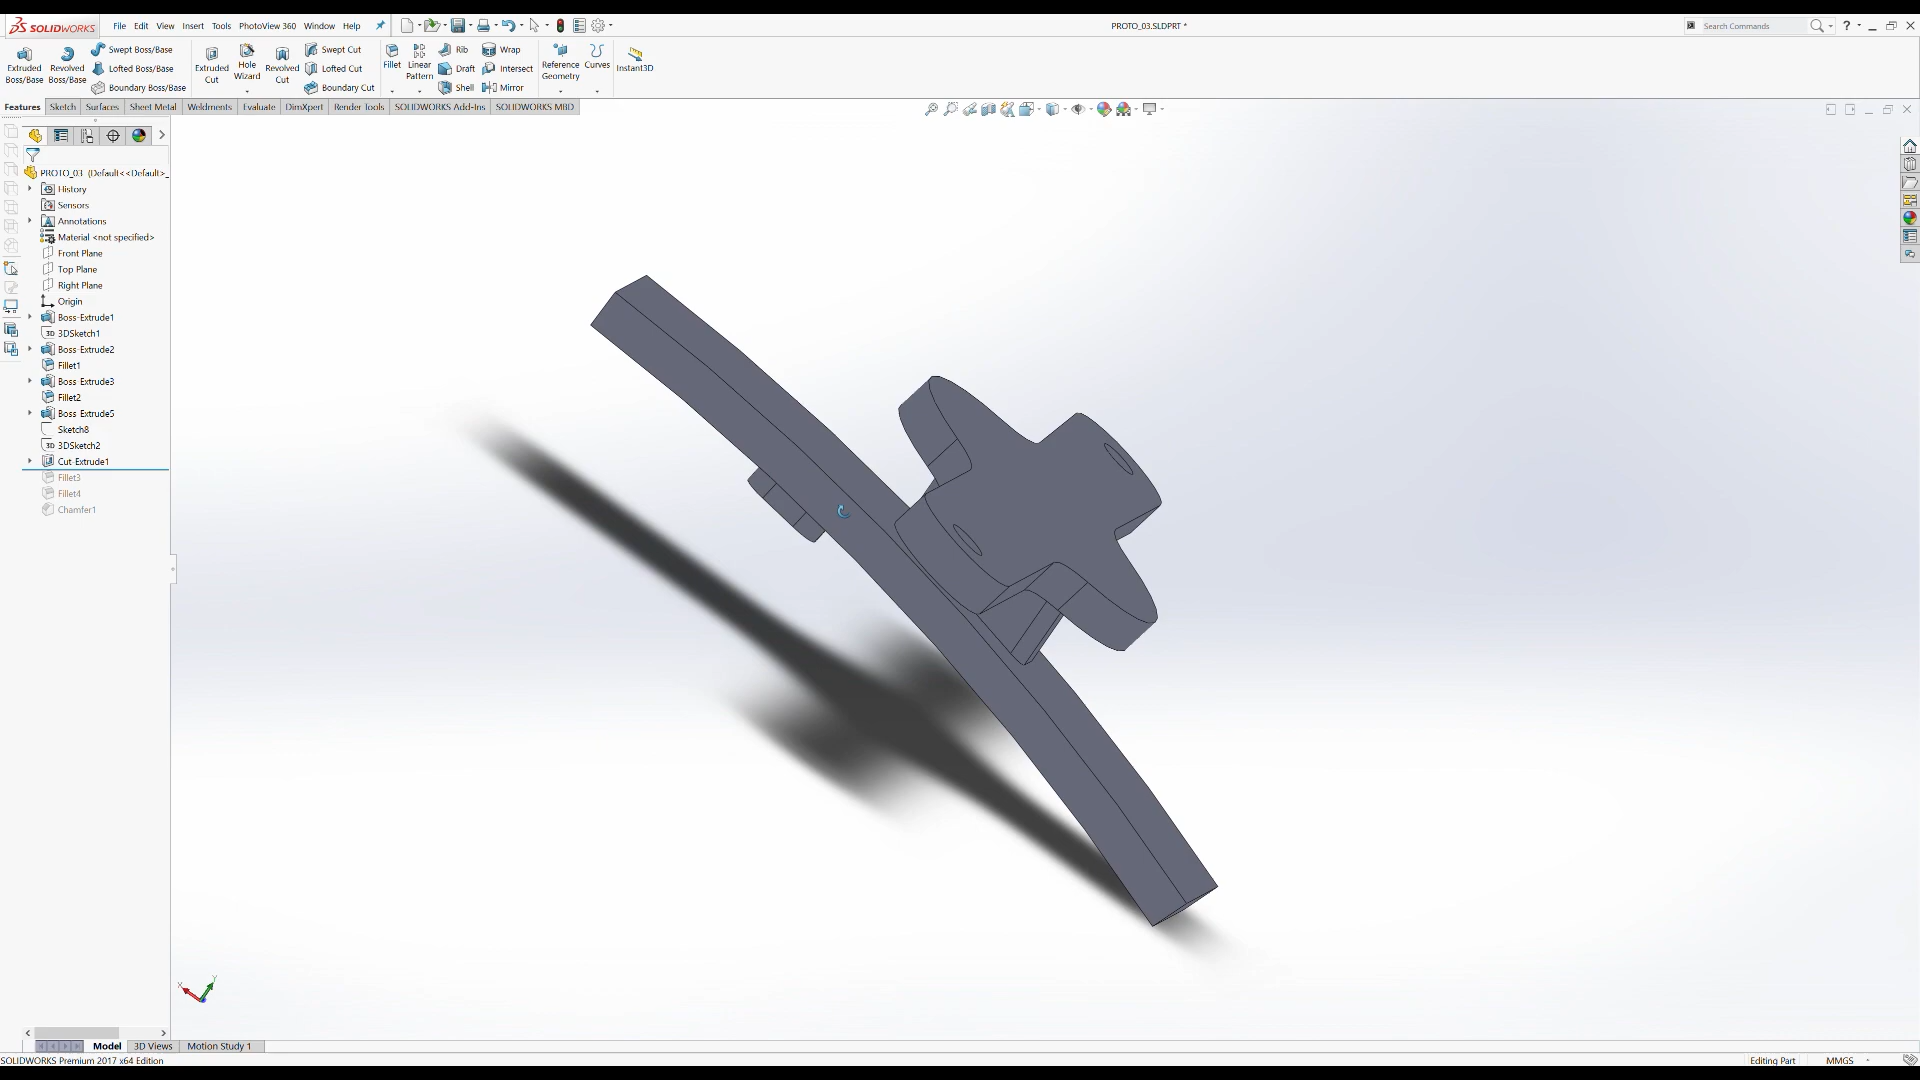 SOLIDWORKS File Edit View Insert Tools PhotoView 360 Window Help PROTO_03.SLDPRT * Search Commands ?
Extruded Boss/Base
Revolved Boss/Base
Swept Boss/Base
Lofted Boss/Base
Boundary Boss/Base
Extruded Cut
Hole Wizard
Revolved Cut
Swept Cut
Lofted Cut
Boundary Cut
Fillet
Linear Pattern
Rib
Draft
Shell
Wrap
Intersect
Mirror
Reference Geometry
Curves
Instant3D
Features Sketch Surfaces Sheet Metal Weldments Evaluate DimXpert Render Tools SOLIDWORKS Add-Ins SOLIDWORKS MBD
PROTO_03 (Default<<Default>_
History
Sensors
Annotations
Material <not specified>
Front Plane
Top Plane
Right Plane
Origin
Boss-Extrude1
3D 3DSketch1
Boss-Extrude2
Fillet1
Boss-Extrude3
Fillet2
Boss-Extrude5
Sketch8
3D 3DSketch2
Cut-Extrude1
Fillet3
Fillet4
Chamfer1
X Y
Model 3D Views Motion Study 1
SOLIDWORKS Premium 2017 x64 Edition Editing Part MMGS